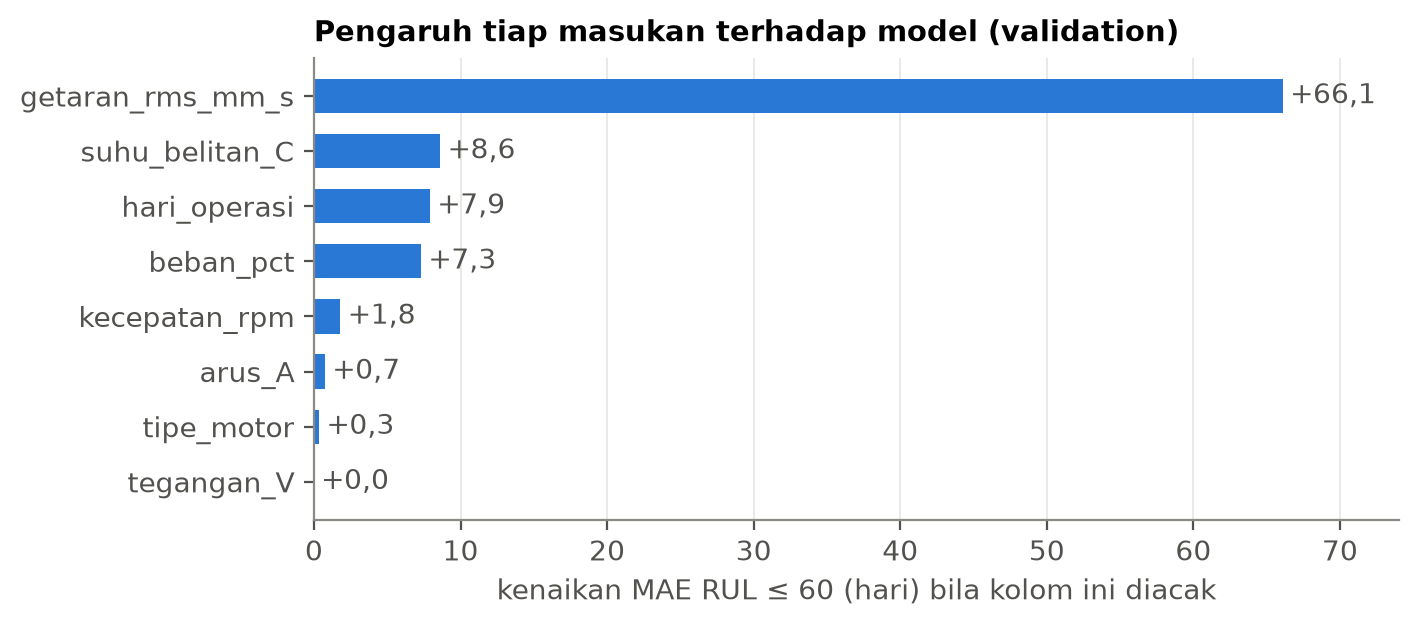 Pengaruh tiap masukan terhadap model (validation)
getaran_rms_mm_s +66,1
suhu_belitan_C +8,6
hari_operasi +7,9
beban_pct +7,3
kecepatan_rpm +1,8
arus_A +0,7
tipe_motor +0,3
tegangan_V +0,0
0 10 20 30 40 50 60 70
kenaikan MAE RUL ≤ 60 (hari) bila kolom ini diacak